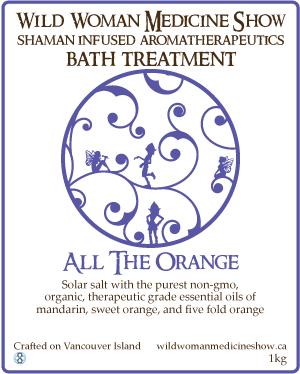 Wild Woman Medicine Show
Shaman Infused Aromatherapeutics
Bath Treatment
All The Orange
Solar salt with the purest non-gmo,
organic, therapeutic grade essential oils of
mandarin, sweet orange, and five fold orange
Crafted on Vancouver Island wildwomanmedicineshow.ca
1kg